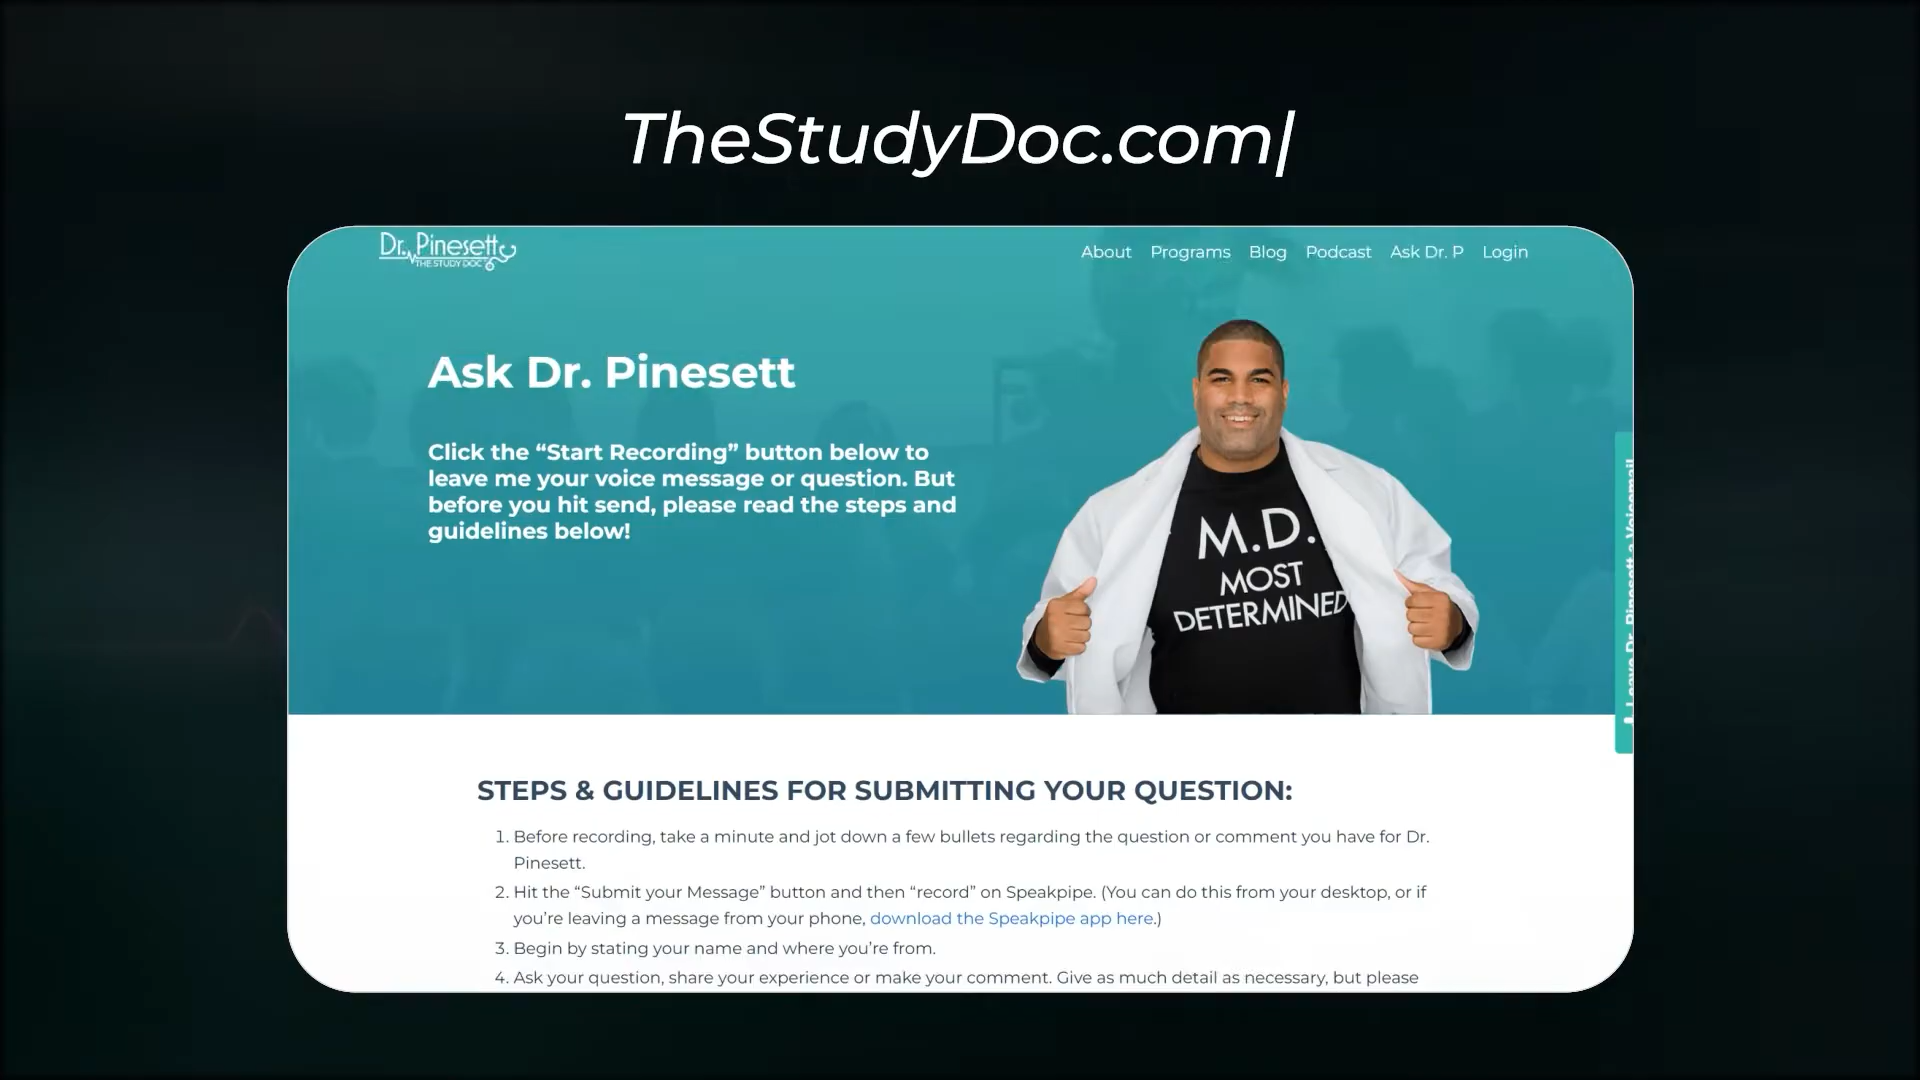 TheStudyDoc.com|
Dr. Pinesett
THE STUDY DOC
About Programs Blog Podcast Ask Dr. P Login
Ask Dr. Pinesett
Click the “Start Recording” button below to
leave me your voice message or question. But
before you hit send, please read the steps and
guidelines below!
M.D.
MOST
DETERMINED
Leave Dr. Pinesett a Voicemail
STEPS & GUIDELINES FOR SUBMITTING YOUR QUESTION:
1. Before recording, take a minute and jot down a few bullets regarding the question or comment you have for Dr.
Pinesett.
2. Hit the “Submit your Message” button and then “record” on Speakpipe. (You can do this from your desktop, or if
you’re leaving a message from your phone, download the Speakpipe app here.)
3. Begin by stating your name and where you’re from.
4. Ask your question, share your experience or make your comment. Give as much detail as necessary, but please